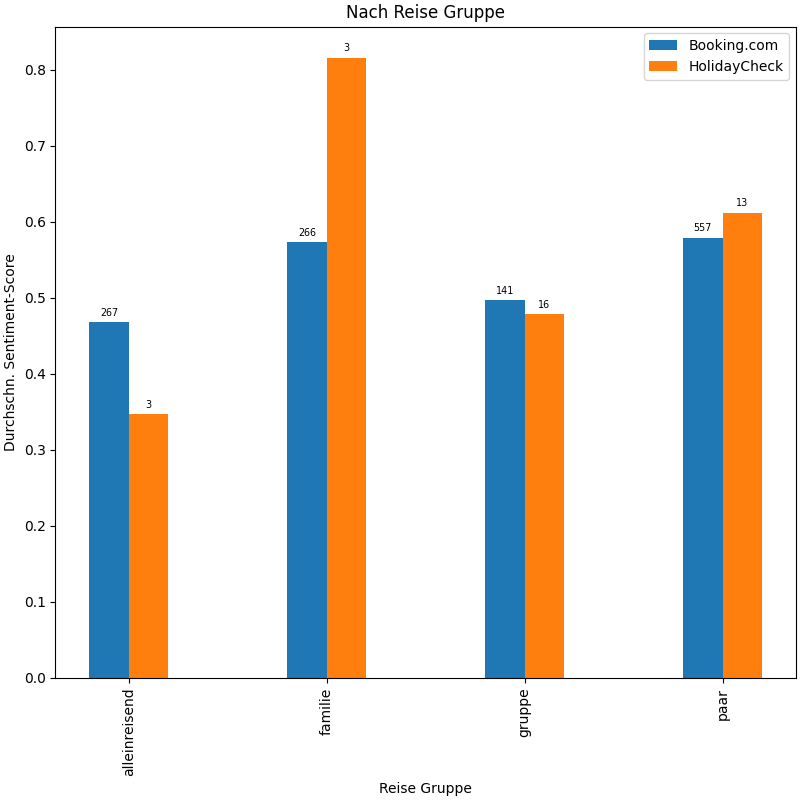 Nach Reise Gruppe
Booking.com
HolidayCheck
Durchschn. Sentiment-Score
0.8
0.7
0.6
0.5
0.4
0.3
0.2
0.1
0.0
267
3
266
3
141
16
557
13
alleinreisend
familie
gruppe
paar
Reise Gruppe